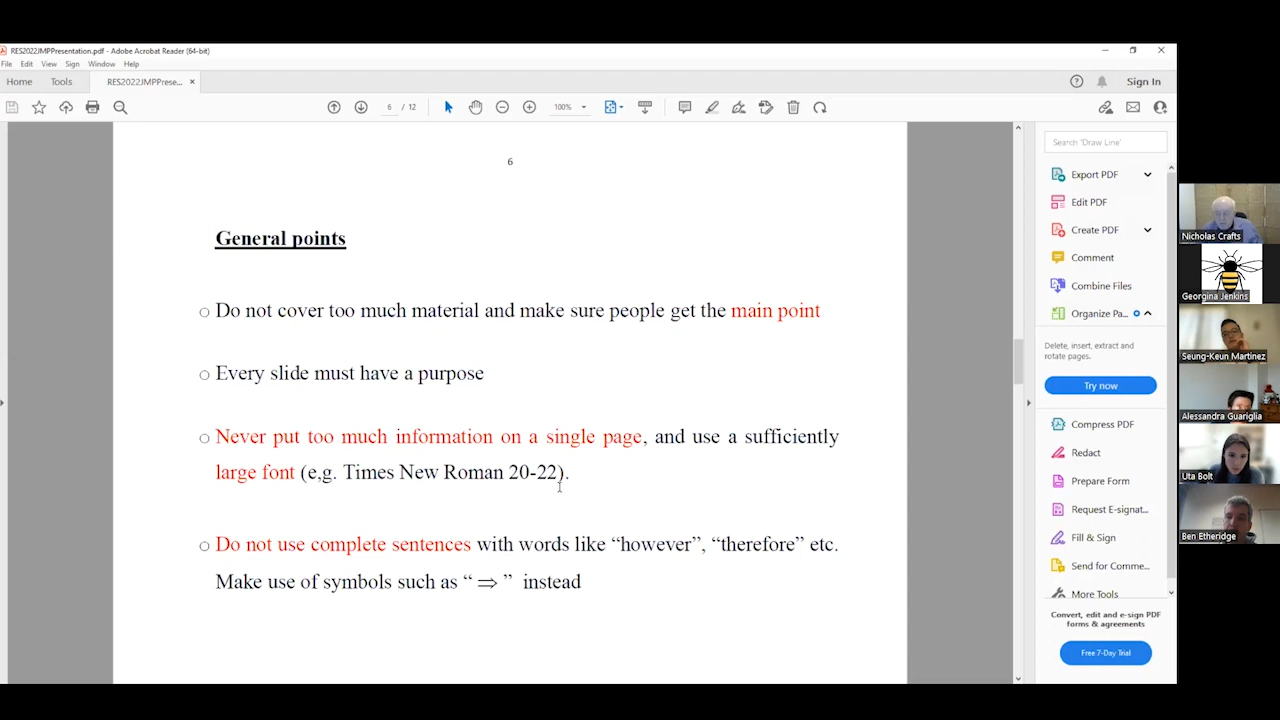 RES2022JMPPresentation.pdf - Adobe Acrobat Reader (64-bit)
File Edit View Sign Window Help
Home Tools RES2022JMPPrese... ×
Sign In
6 / 12 100%
6
General points
Do not cover too much material and make sure people get the main point
Every slide must have a purpose
Never put too much information on a single page, and use a sufficiently
large font (e,g. Times New Roman 20-22).
Do not use complete sentences with words like “however”, “therefore” etc.
Make use of symbols such as “ ⇒ ” instead
Search 'Draw Line'
Export PDF
Edit PDF
Create PDF
Comment
Combine Files
Organize Pa...
Delete, insert, extract and
rotate pages.
Try now
Compress PDF
Redact
Prepare Form
Request E-signat...
Fill & Sign
Send for Comme...
More Tools
Convert, edit and e-sign PDF
forms & agreements
Free 7-Day Trial
Nicholas Crafts
Georgina Jenkins
Seung-Keun Martinez
Alessandra Guariglia
Uta Bolt
Ben Etheridge